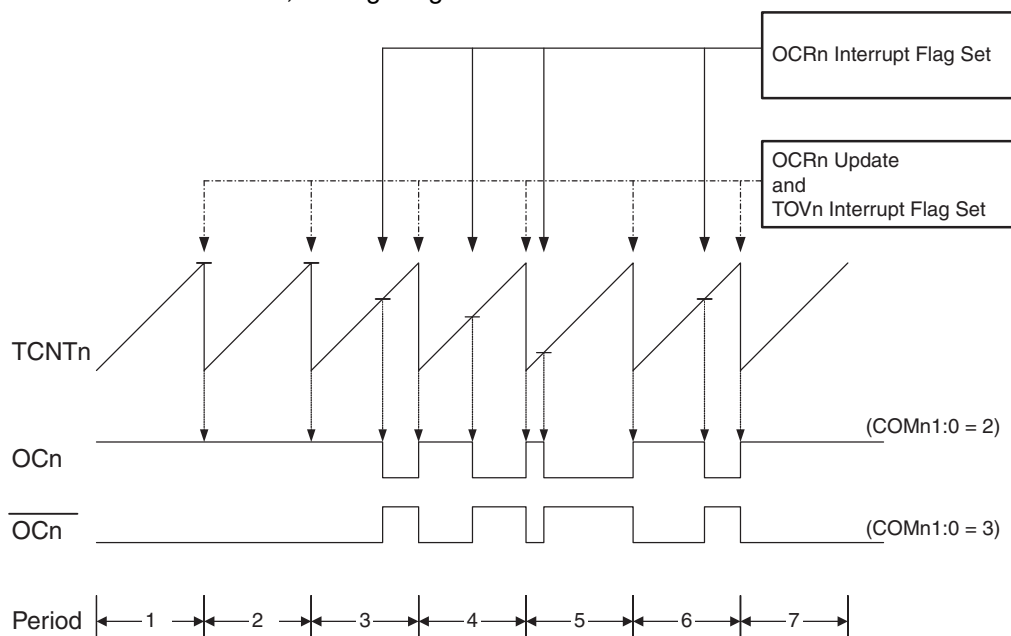 OCRn Interrupt Flag Set
OCRn Update
and
TOVn Interrupt Flag Set
TCNTn
(COMn1:0 = 2)
OCn
OCn
(COMn1:0 = 3)
Period 1 2 3 4 5 6 7